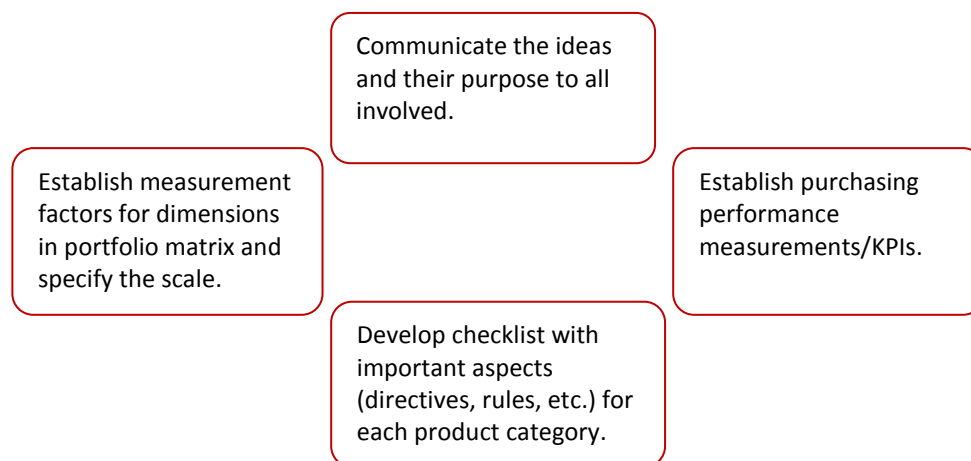 Communicate the ideas
and their purpose to all
involved.
Establish measurement
factors for dimensions
in portfolio matrix and
specify the scale.
Establish purchasing
performance
measurements/KPIs.
Develop checklist with
important aspects
(directives, rules, etc.) for
each product category.